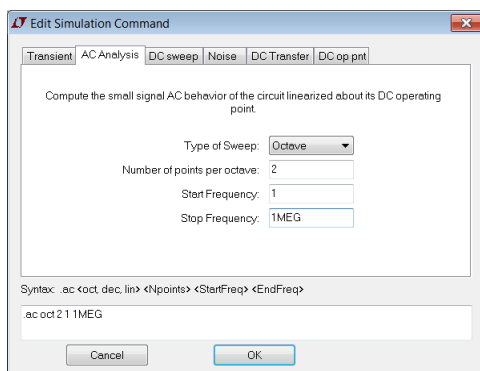 Edit Simulation Command
Transient AC Analysis DC sweep Noise DC Transfer DC op pnt
Compute the small signal AC behavior of the circuit linearized about its DC operating
point.
Type of Sweep: Octave
Number of points per octave: 2
Start Frequency: 1
Stop Frequency: 1MEG
Syntax: .ac <oct, dec, lin> <Npoints> <StartFreq> <EndFreq>
.ac oct 2 1 1MEG
Cancel OK